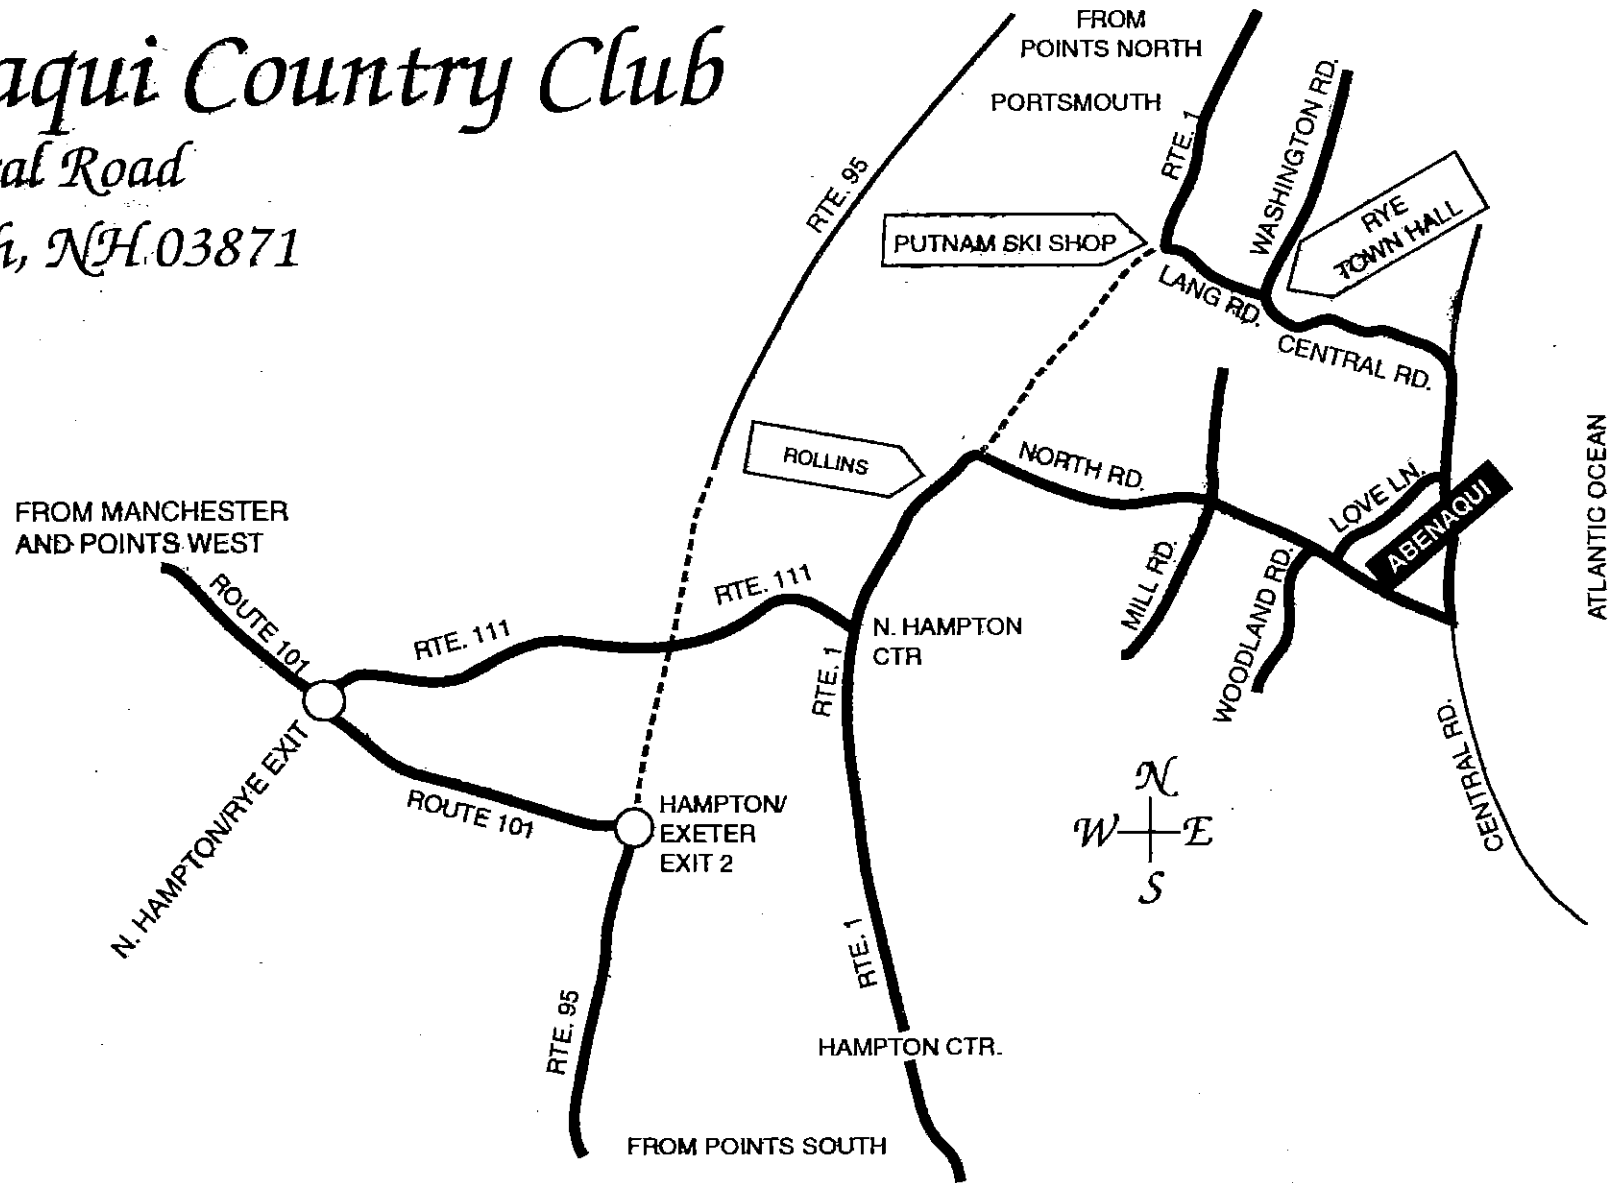 aqui Country Club
ral Road
h, NH 03871
FROM
POINTS NORTH
PORTSMOUTH
RTE. 1
WASHINGTON RD.
RTE. 95
PUTNAM SKI SHOP
RYE
TOWN HALL
LANG RD.
CENTRAL RD.
ROLLINS
NORTH RD.
LOVE LN.
ABENAQUI
ATLANTIC OCEAN
FROM MANCHESTER
AND POINTS WEST
ROUTE 101
RTE. 111
RTE. 111
N. HAMPTON
CTR
RTE. 1
MILL RD.
WOODLAND RD.
N. HAMPTON/RYE EXIT
ROUTE 101
HAMPTON/
EXETER
EXIT 2
N
W E
S
CENTRAL RD.
RTE. 1
RTE. 95
HAMPTON CTR.
FROM POINTS SOUTH